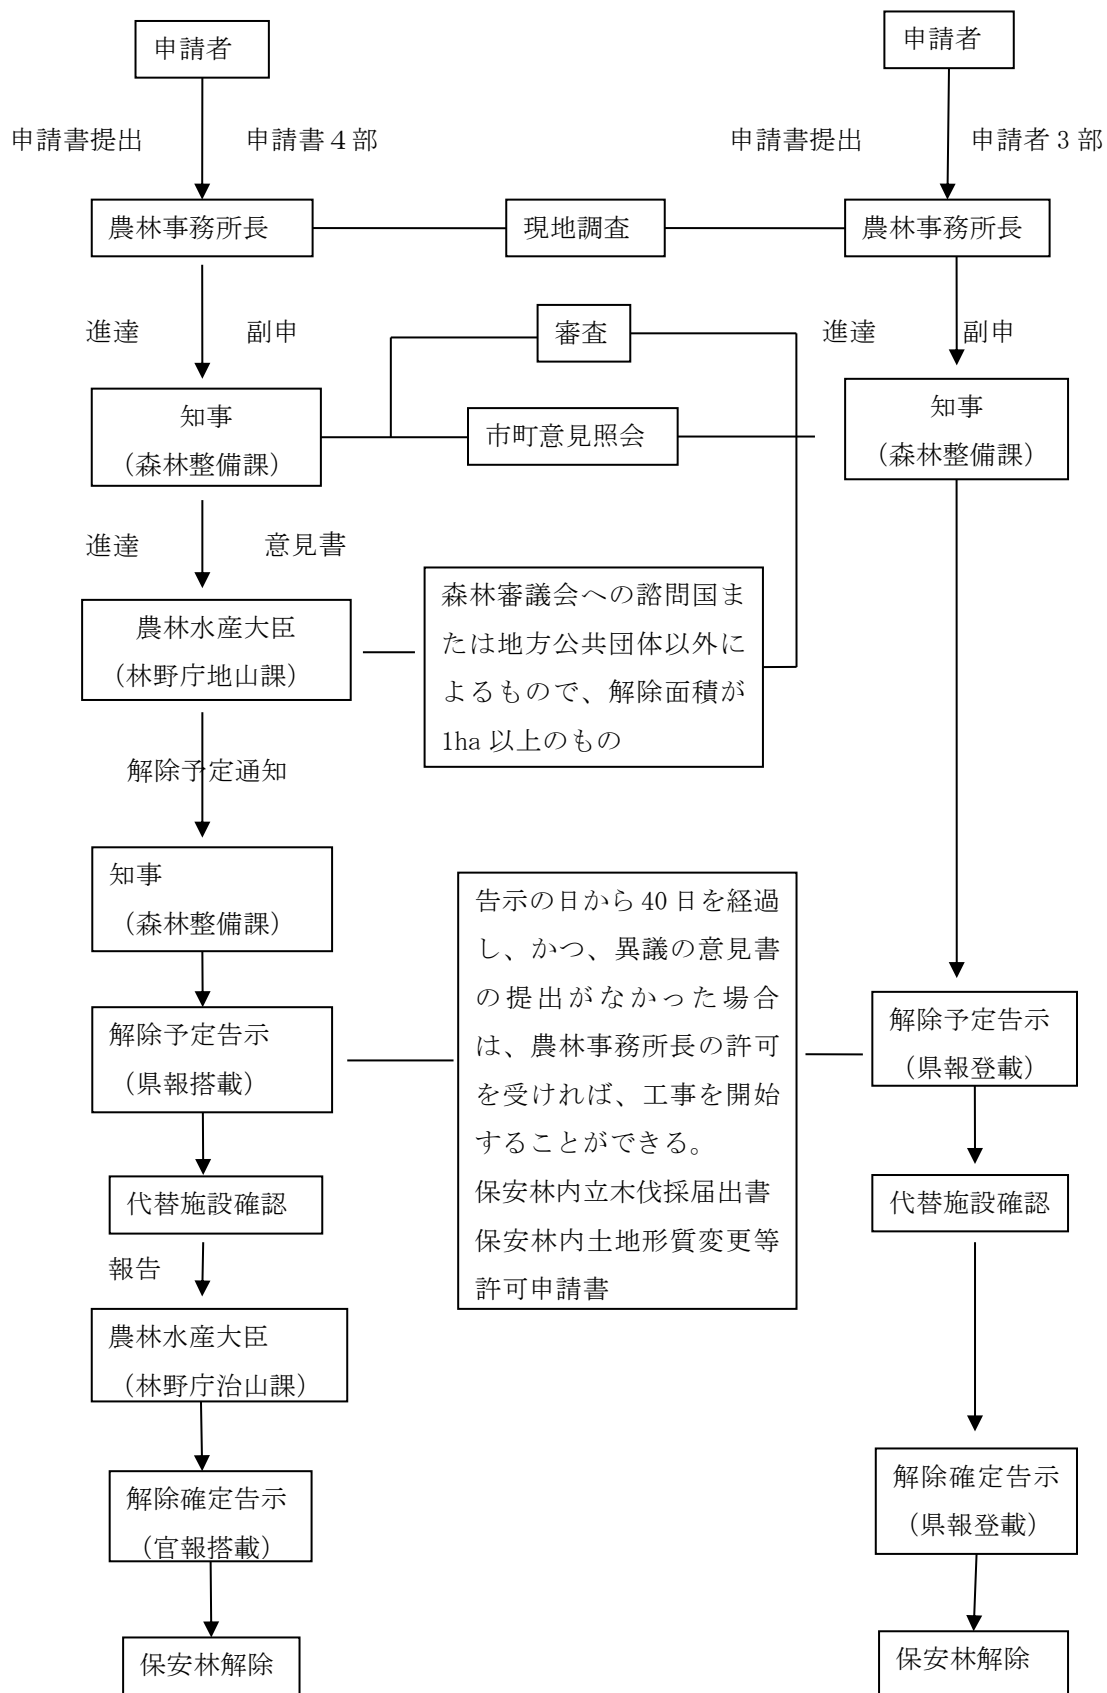 申請者
申請者
申請書提出
申請書４部
申請書提出
申請者 3 部
農林事務所長
現地調査
農林事務所長
進達
副申
審査
進達
副申
知事
（森林整備課）
市町意見照会
知事
（森林整備課）
進達
意見書
農林水産大臣
（林野庁地山課）
森林審議会への諮問国ま
たは地方公共団体以外に
よるもので、解除面積が
1ha 以上のもの
解除予定通知
知事
（森林整備課）
告示の日から 40 日を経過
し、かつ、異議の意見書
の提出がなかった場合
は、農林事務所長の許可
を受ければ、工事を開始
することができる。
保安林内立木伐採届出書
保安林内土地形質変更等
許可申請書
解除予定告示
（県報搭載）
解除予定告示
（県報登載）
代替施設確認
代替施設確認
報告
農林水産大臣
（林野庁治山課）
解除確定告示
（官報搭載）
解除確定告示
（県報登載）
保安林解除
保安林解除